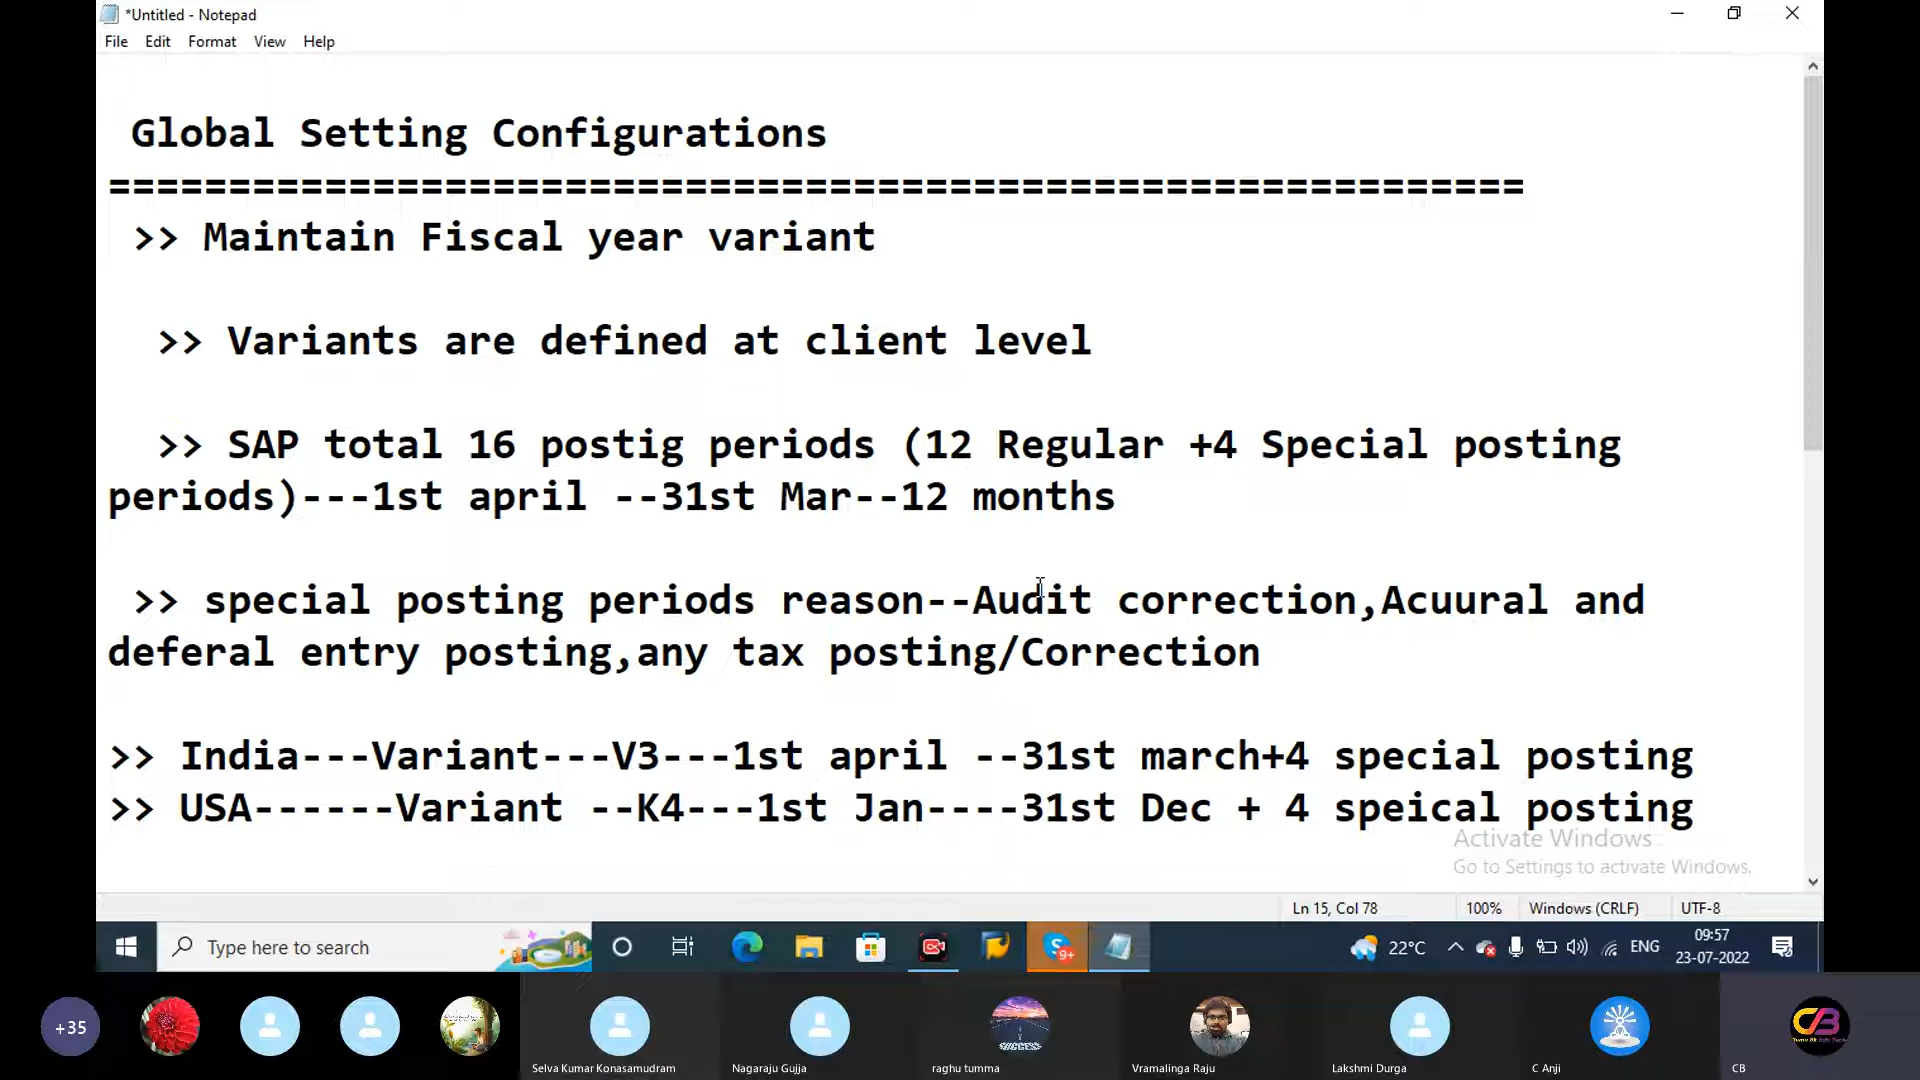 *Untitled - Notepad
File Edit Format View Help
Global Setting Configurations
===========================================================
>> Maintain Fiscal year variant
>> Variants are defined at client level
>> SAP total 16 postig periods (12 Regular +4 Special posting
periods)---1st april --31st Mar--12 months
>> special posting periods reason--Audit correction,Acuural and
deferal entry posting,any tax posting/Correction
>> India---Variant---V3---1st april --31st march+4 special posting
>> USA------Variant --K4---1st Jan----31st Dec + 4 speical posting
Activate Windows
Go to Settings to activate Windows.
Ln 15, Col 78 100% Windows (CRLF) UTF-8
Type here to search
9+
22°C
ENG
09:57
23-07-2022
+35
SUCCESS
CB
Selva Kumar Konasamudram
Nagaraju Gujja
raghu tumma
Vramalinga Raju
Lakshmi Durga
C Anji
CB